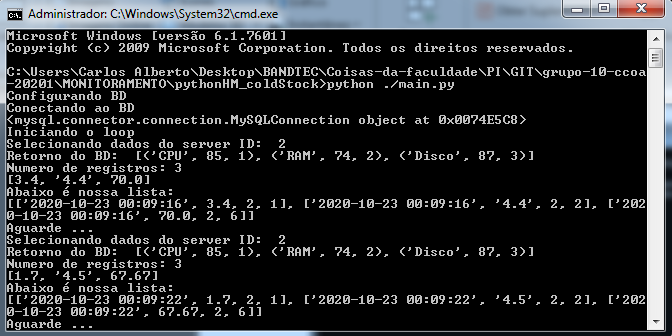 Administrador: C:\Windows\System32\cmd.exe
Microsoft Windows [versão 6.1.7601]
Copyright (c) 2009 Microsoft Corporation. Todos os direitos reservados.
C:\Users\Carlos Alberto\Desktop\BANDTEC\Coisas-da-faculdade\PI\GIT\grupo-10-ccoa
-20201\MONITORAMENTO\pythonHM_coldStock>python ./main.py
Configurando BD
Conectando ao BD
<mysql.connector.connection.MySQLConnection object at 0x0074E5C8>
Iniciando o loop
Selecionando dados do server ID:  2
Retorno do BD:  [('CPU', 85, 1), ('RAM', 74, 2), ('Disco', 87, 3)]
Numero de registros: 3
[3.4, '4.4', 70.0]
Abaixo é nossa lista:
[['2020-10-23 00:09:16', 3.4, 2, 1], ['2020-10-23 00:09:16', '4.4', 2, 2], ['202
0-10-23 00:09:16', 70.0, 2, 6]]
Aguarde ...
Selecionando dados do server ID:  2
Retorno do BD:  [('CPU', 85, 1), ('RAM', 74, 2), ('Disco', 87, 3)]
Numero de registros: 3
[1.7, '4.5', 67.67]
Abaixo é nossa lista:
[['2020-10-23 00:09:22', 1.7, 2, 1], ['2020-10-23 00:09:22', '4.5', 2, 2], ['202
0-10-23 00:09:22', 67.67, 2, 6]]
Aguarde ...